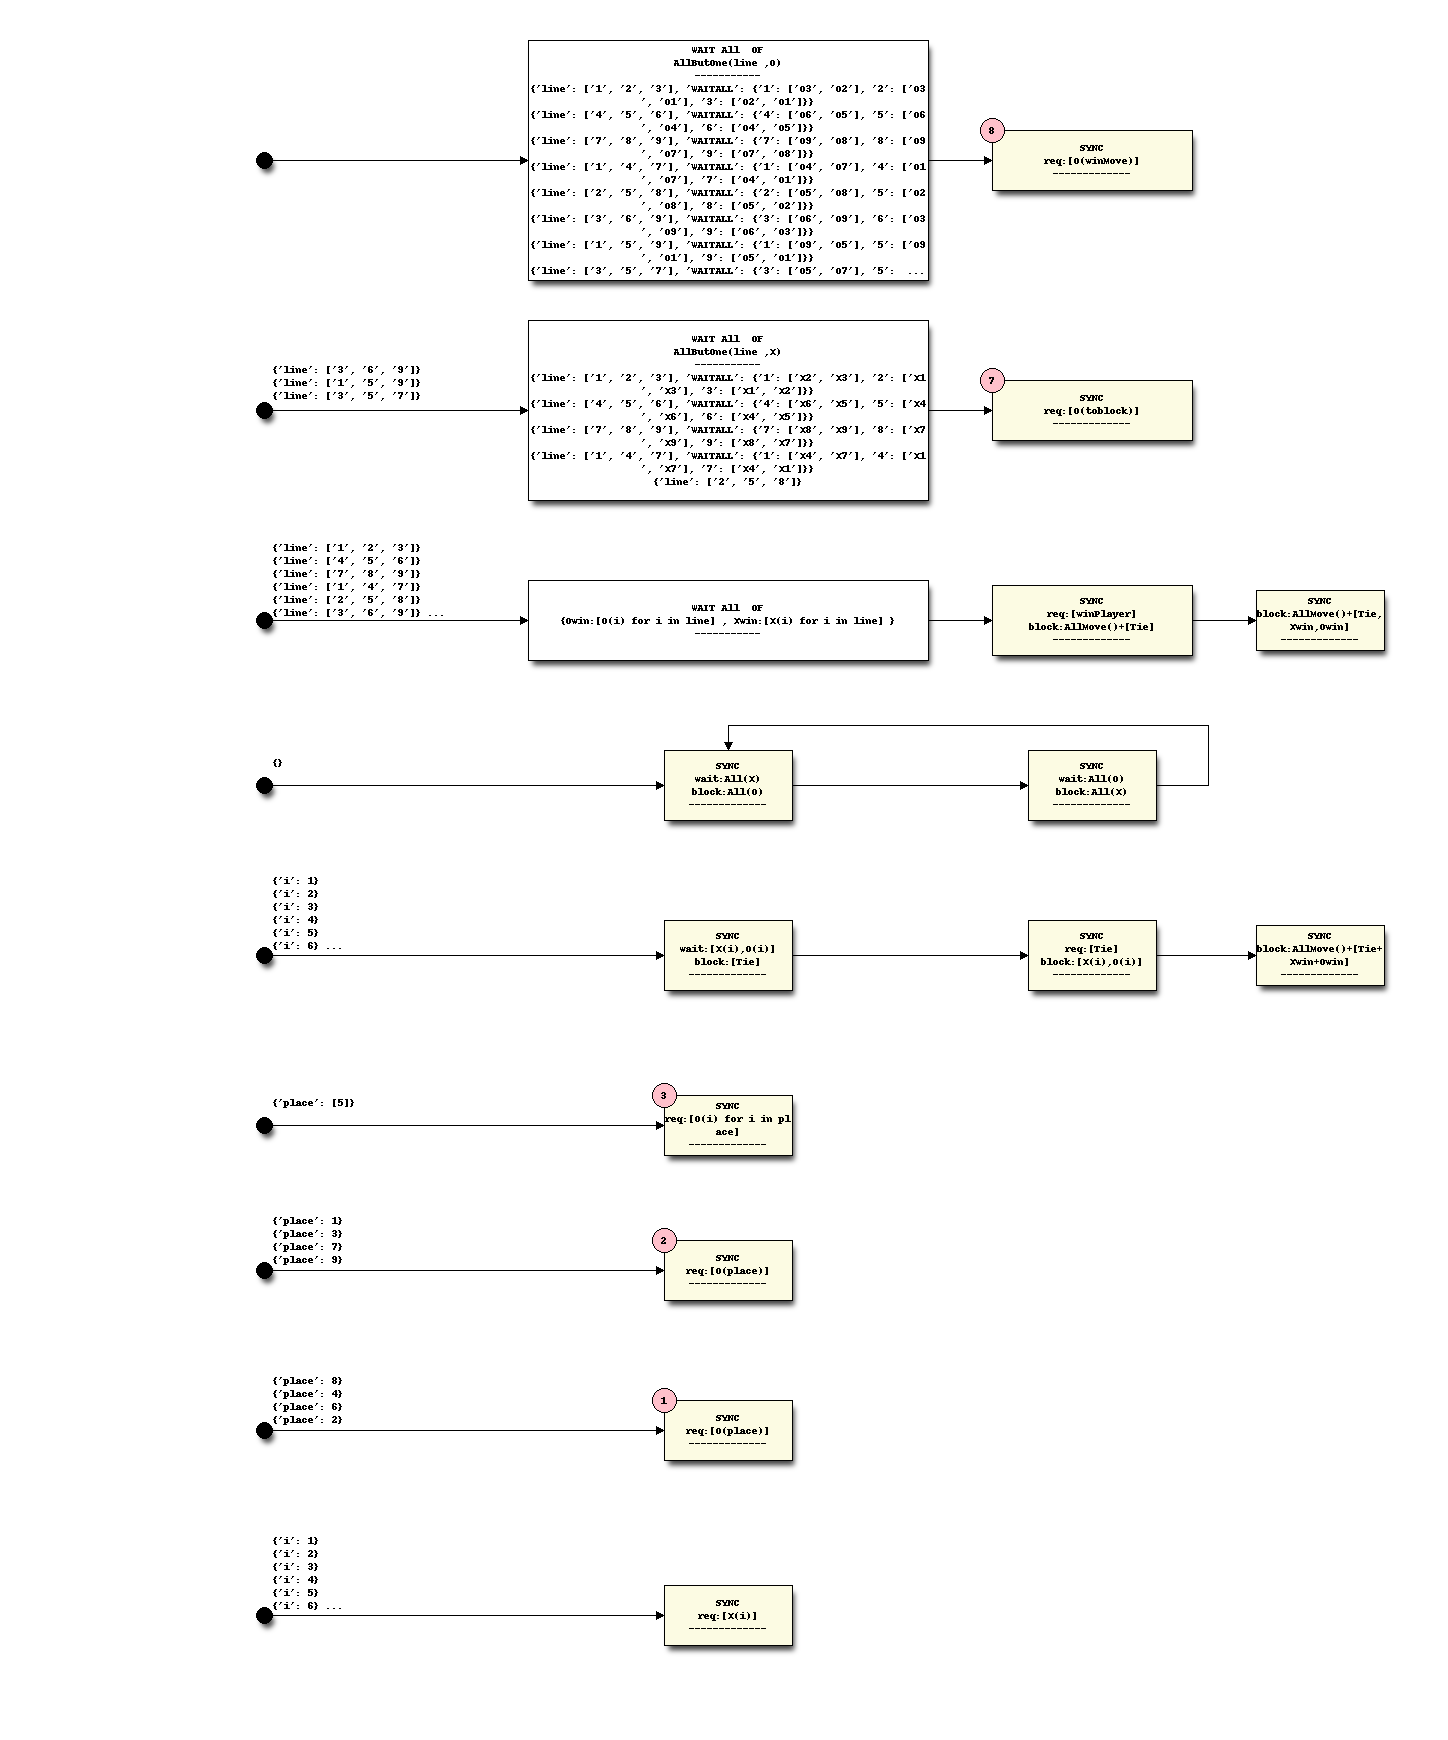 WAIT All  OF
AllButOne(line ,O)
-----------
{'line': ['1', '2', '3'], 'WAITALL': {'1': ['O3', 'O2'], '2': ['O3
', 'O1'], '3': ['O2', 'O1']}}
{'line': ['4', '5', '6'], 'WAITALL': {'4': ['O6', 'O5'], '5': ['O6
', 'O4'], '6': ['O4', 'O5']}}
{'line': ['7', '8', '9'], 'WAITALL': {'7': ['O9', 'O8'], '8': ['O9
', 'O7'], '9': ['O7', 'O8']}}
{'line': ['1', '4', '7'], 'WAITALL': {'1': ['O4', 'O7'], '4': ['O1
', 'O7'], '7': ['O4', 'O1']}}
{'line': ['2', '5', '8'], 'WAITALL': {'2': ['O5', 'O8'], '5': ['O2
', 'O8'], '8': ['O5', 'O2']}}
{'line': ['3', '6', '9'], 'WAITALL': {'3': ['O6', 'O9'], '6': ['O3
', 'O9'], '9': ['O6', 'O3']}}
{'line': ['1', '5', '9'], 'WAITALL': {'1': ['O9', 'O5'], '5': ['O9
', 'O1'], '9': ['O5', 'O1']}}
{'line': ['3', '5', '7'], 'WAITALL': {'3': ['O5', 'O7'], '5':  ...
8
SYNC
req:[O(winMove)]
-------------
{'line': ['3', '6', '9']}
{'line': ['1', '5', '9']}
{'line': ['3', '5', '7']}
WAIT All  OF
AllButOne(line ,X)
-----------
{'line': ['1', '2', '3'], 'WAITALL': {'1': ['X2', 'X3'], '2': ['X1
', 'X3'], '3': ['X1', 'X2']}}
{'line': ['4', '5', '6'], 'WAITALL': {'4': ['X6', 'X5'], '5': ['X4
', 'X6'], '6': ['X4', 'X5']}}
{'line': ['7', '8', '9'], 'WAITALL': {'7': ['X8', 'X9'], '8': ['X7
', 'X9'], '9': ['X8', 'X7']}}
{'line': ['1', '4', '7'], 'WAITALL': {'1': ['X4', 'X7'], '4': ['X1
', 'X7'], '7': ['X4', 'X1']}}
{'line': ['2', '5', '8']}
7
SYNC
req:[O(toblock)]
-------------
{'line': ['1', '2', '3']}
{'line': ['4', '5', '6']}
{'line': ['7', '8', '9']}
{'line': ['1', '4', '7']}
{'line': ['2', '5', '8']}
{'line': ['3', '6', '9']} ...
WAIT All  OF
{Owin:[O(i) for i in line] , Xwin:[X(i) for i in line] }
-----------
SYNC
req:[winPlayer]
block:AllMove()+[Tie]
-------------
SYNC
block:AllMove()+[Tie,
Xwin,Owin]
-------------
{}
SYNC
wait:All(X)
block:All(O)
-------------
SYNC
wait:All(O)
block:All(X)
-------------
{'i': 1}
{'i': 2}
{'i': 3}
{'i': 4}
{'i': 5}
{'i': 6} ...
SYNC
wait:[X(i),O(i)]
block:[Tie]
-------------
SYNC
req:[Tie]
block:[X(i),O(i)]
-------------
SYNC
block:AllMove()+[Tie+
Xwin+Owin]
-------------
{'place': [5]}
3
SYNC
req:[O(i) for i in pl
ace]
-------------
{'place': 1}
{'place': 3}
{'place': 7}
{'place': 9}
2
SYNC
req:[O(place)]
-------------
{'place': 8}
{'place': 4}
{'place': 6}
{'place': 2}
1
SYNC
req:[O(place)]
-------------
{'i': 1}
{'i': 2}
{'i': 3}
{'i': 4}
{'i': 5}
{'i': 6} ...
SYNC
req:[X(i)]
-------------